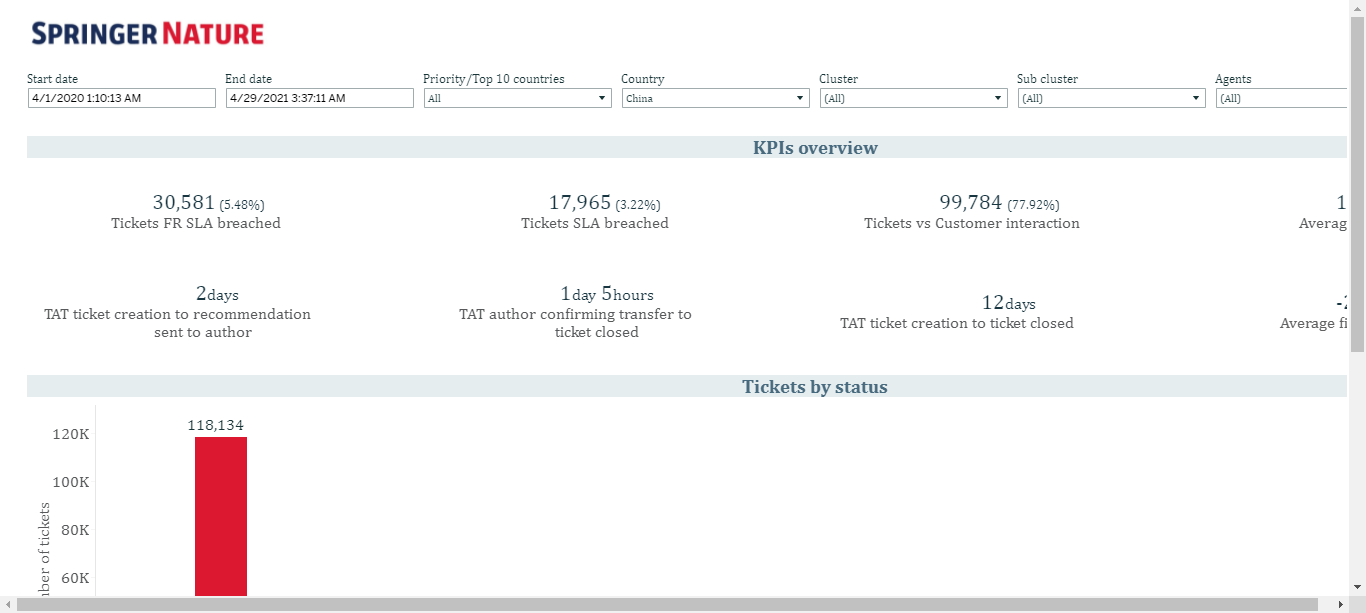 SPRINGER NATURE
Start date End date Priority/Top 10 countries Country Cluster Sub cluster Agents
4/1/2020 1:10:13 AM 4/29/2021 3:37:11 AM All China (All) (All) (All)
KPIs overview
30,581 (5.48%) 17,965 (3.22%) 99,784 (77.92%) 1
Tickets FR SLA breached Tickets SLA breached Tickets vs Customer interaction Averag
2days 1day 5hours 12days -2
TAT ticket creation to recommendation TAT author confirming transfer to TAT ticket creation to ticket closed Average fi
sent to author ticket closed
Tickets by status
118,134
120K
100K
80K
60K
mber of tickets